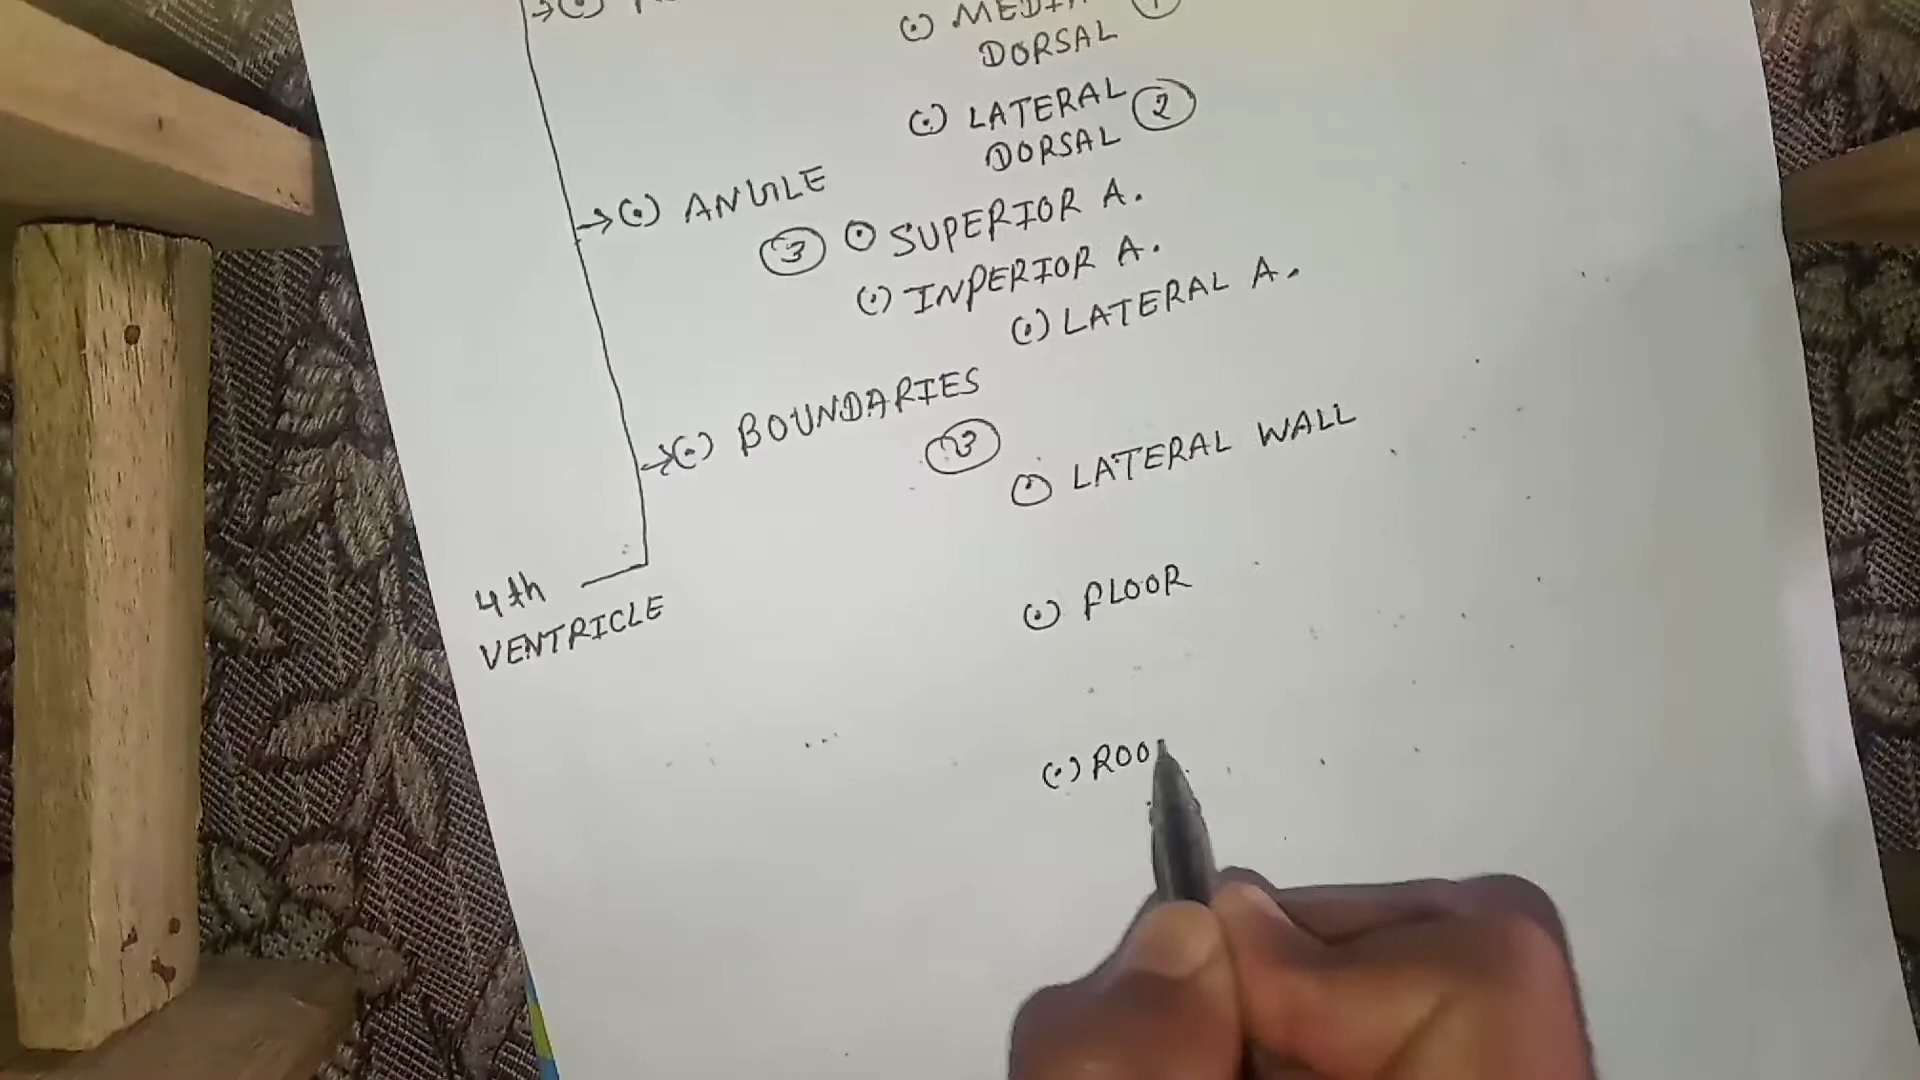 DORSAL
LATERAL
DORSAL
2
ANGLE
3
SUPERIOR A.
INFERIOR A.
LATERAL A.
BOUNDARIES
3
LATERAL WALL
4th
VENTRICLE
FLOOR
ROO